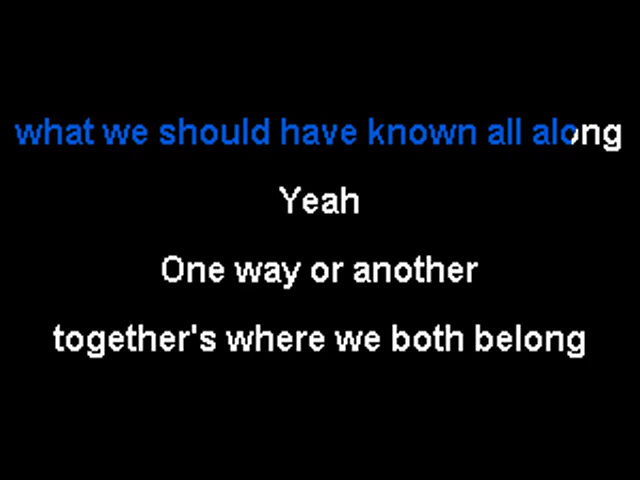 what we should have known all along
Yeah
One way or another
together's where we both belong